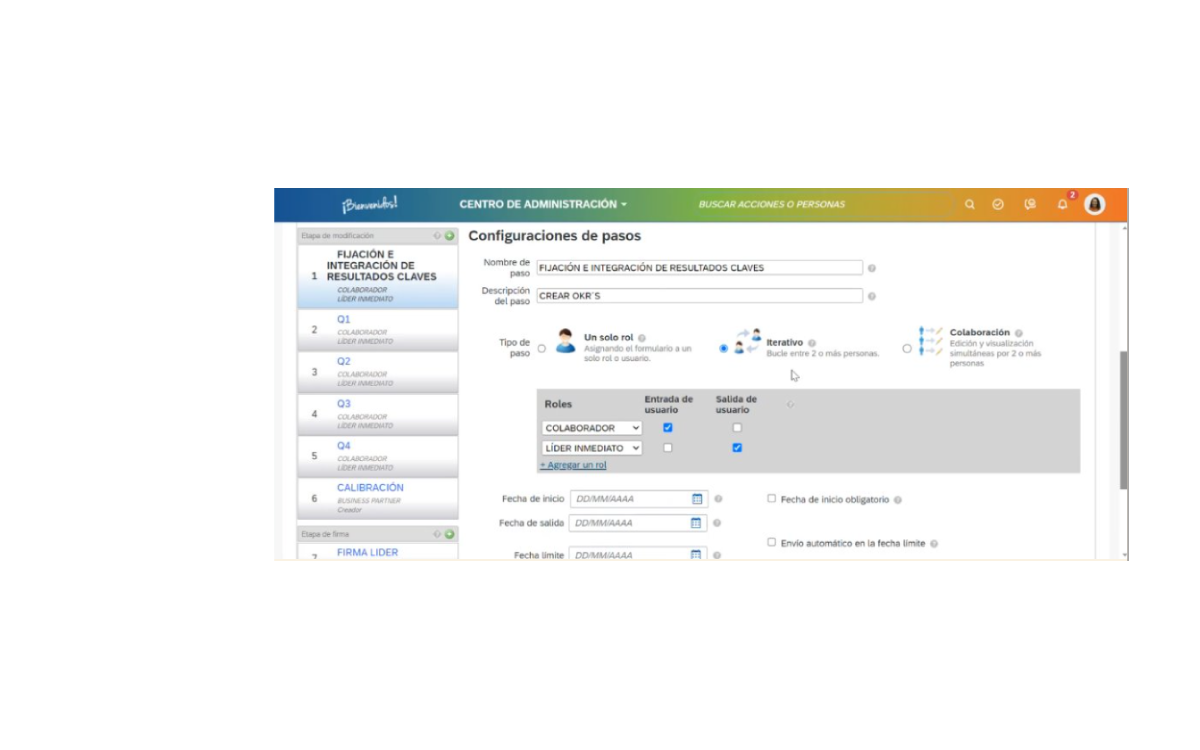 ¡Bienvenidos!
CENTRO DE ADMINISTRACIÓN
BUSCAR ACCIONES O PERSONAS
2
Etapa de modificación
1
FIJACIÓN E
INTEGRACIÓN DE
RESULTADOS CLAVES
COLABORADOR
LÍDER INMEDIATO
2
Q1
COLABORADOR
LÍDER INMEDIATO
3
Q2
COLABORADOR
LÍDER INMEDIATO
4
Q3
COLABORADOR
LÍDER INMEDIATO
5
Q4
COLABORADOR
LÍDER INMEDIATO
6
CALIBRACIÓN
BUSINESS PARTNER
Creador
Etapa de firma
7
FIRMA LIDER
Configuraciones de pasos
Nombre de
paso
FIJACIÓN E INTEGRACIÓN DE RESULTADOS CLAVES
Descripción
del paso
CREAR OKR´S
Tipo de
paso
Un solo rol
Asignando el formulario a un
solo rol o usuario.
Iterativo
Bucle entre 2 o más personas.
Colaboración
Edición y visualización
simultáneas por 2 o más
personas
Roles
Entrada de
usuario
Salida de
usuario
COLABORADOR
LÍDER INMEDIATO
+ Agregar un rol
Fecha de inicio DD/MM/AAAA
Fecha de inicio obligatorio
Fecha de salida DD/MM/AAAA
Envío automático en la fecha límite
Fecha límite DD/MM/AAAA